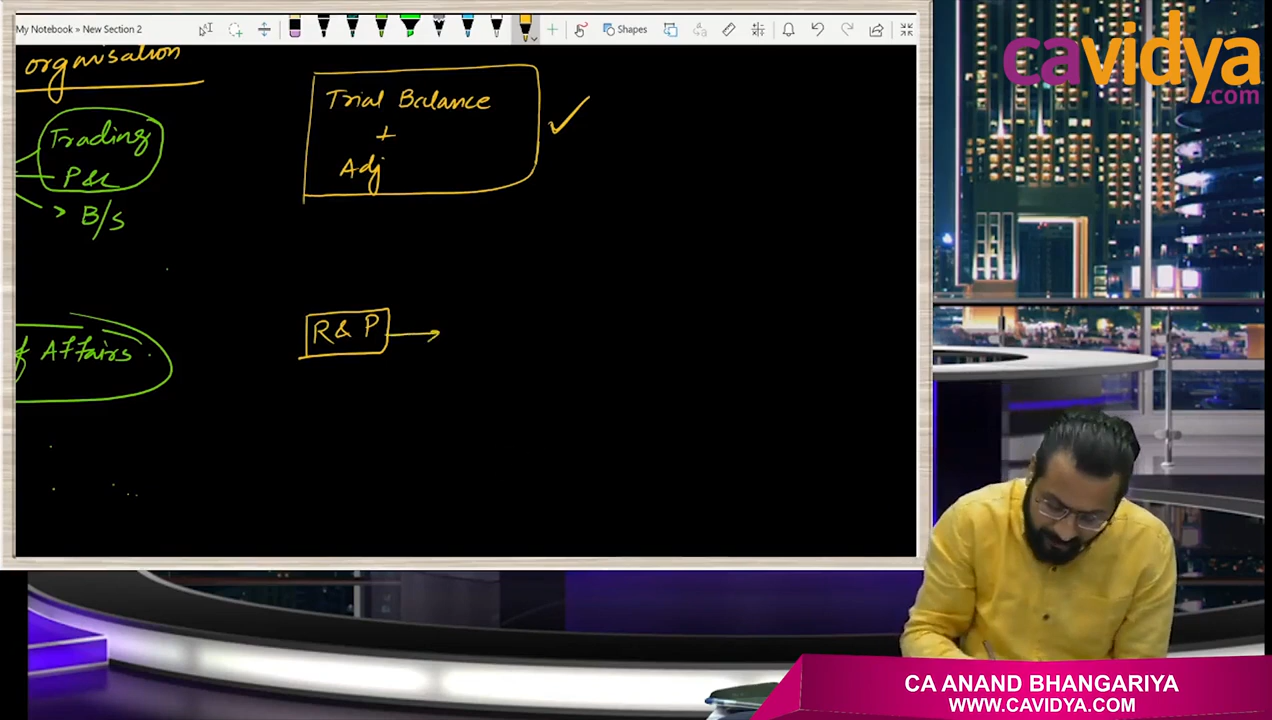 My Notebook » New Section 2
Shapes
cavidya
.com
organisation
Trading
P&L
> B/S
Trial Balance
+
Adj
R& P
Affairs
CA ANAND BHANGARIYA
WWW.CAVIDYA.COM